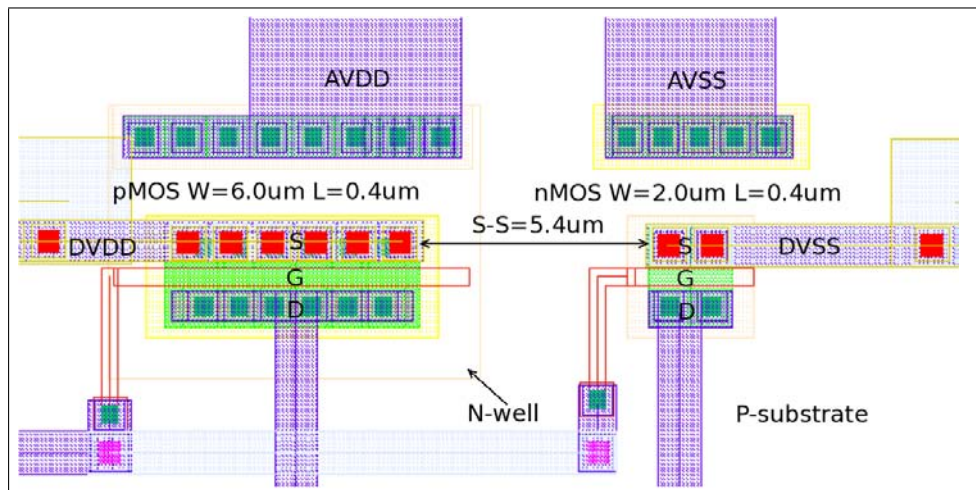 AVDD
AVSS
pMOS W=6.0um L=0.4um
nMOS W=2.0um L=0.4um
S-S=5.4um
DVDD
S
S
DVSS
G
G
D
D
N-well
P-substrate